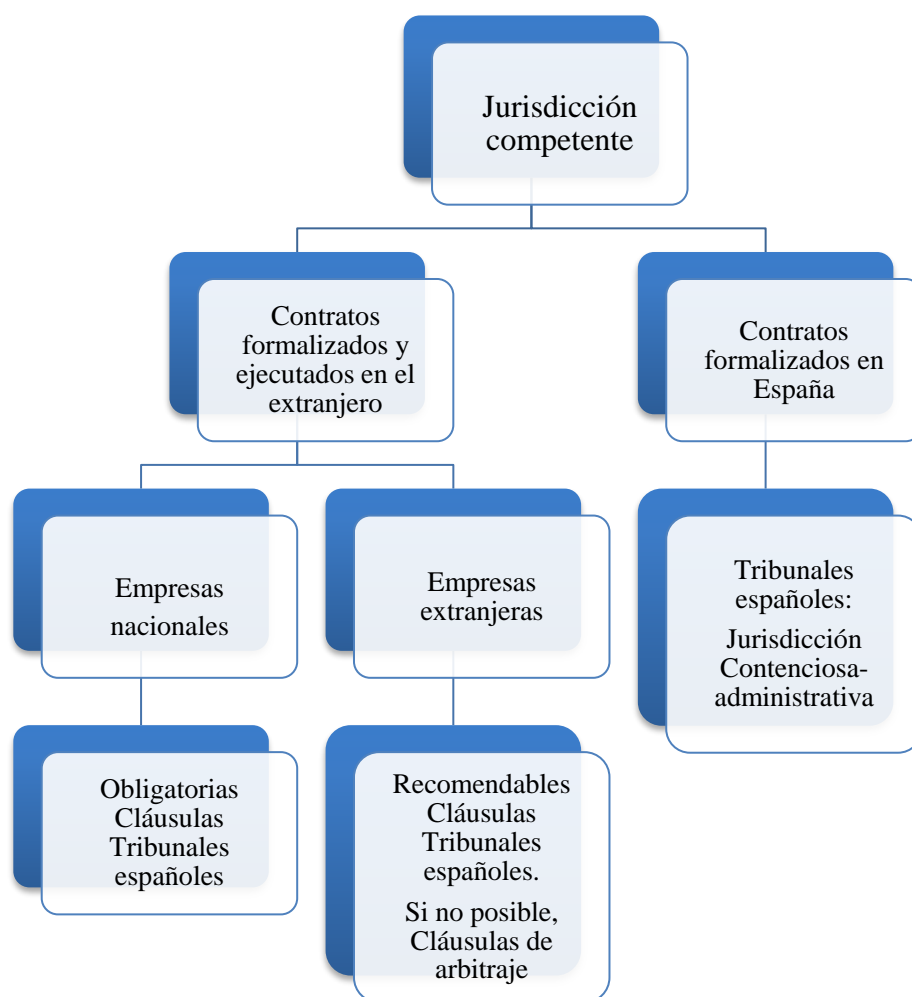 Jurisdicción
competente
Contratos
formalizados y
ejecutados en el
extranjero
Contratos
formalizados en
España
Empresas
nacionales
Empresas
extranjeras
Tribunales
españoles:
Jurisdicción
Contenciosa-
administrativa
Obligatorias
Cláusulas
Tribunales
españoles
Recomendables
Cláusulas
Tribunales
españoles.
Si no posible,
Cláusulas de
arbitraje